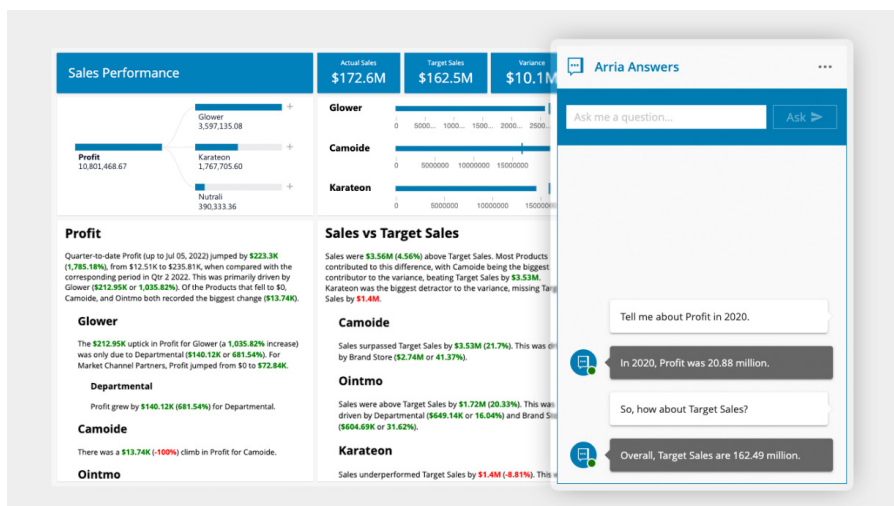 Sales Performance
Actual Sales
$172.6M
Target Sales
$162.5M
Variance
$10.1M
Profit
10,801,468.67
Glower
3,597,135.08
Karateon
1,767,705.60
Nutrali
390,333.36
Glower
0 5000... 1000... 1500... 2000... 2500...
Camoide
0 5000000 10000000 15000000
Karateon
0 5000000 10000000 15000000
Profit
Quarter-to-date Profit (up to Jul 05, 2022) jumped by $223.3K
(1,785.18%), from $12.51K to $235.81K, when compared with the
corresponding period in Qtr 2 2022. This was primarily driven by
Glower ($212.95K or 1,035.82%). Of the Products that fell to $0,
Camoide, and Ointmo both recorded the biggest change ($13.74K).
Glower
The $212.95K uptick in Profit for Glower (a 1,035.82% increase)
was only due to Departmental ($140.12K or 681.54%). For
Market Channel Partners, Profit jumped from $0 to $72.84K.
Departmental
Profit grew by $140.12K (681.54%) for Departmental.
Camoide
There was a $13.74K (-100%) climb in Profit for Camoide.
Ointmo
Sales vs Target Sales
Sales were $3.56M (4.56%) above Target Sales. Most Products
contributed to this difference, with Camoide being the biggest
contributor to the variance, beating Target Sales by $3.53M.
Karateon was the biggest detractor to the variance, missing Targ
Sales by $1.4M.
Camoide
Sales surpassed Target Sales by $3.53M (21.7%). This was
by Brand Store ($2.74M or 41.37%).
Ointmo
Sales were above Target Sales by $1.72M (20.33%). This was
driven by Departmental ($649.14K or 16.04%) and Brand
($604.69K or 31.62%).
Karateon
Sales underperformed Target Sales by $1.4M (-8.81%). This
Arria Answers
Ask me a question...
Ask
Tell me about Profit in 2020.
In 2020, Profit was 20.88 million.
So, how about Target Sales?
Overall, Target Sales are 162.49 million.